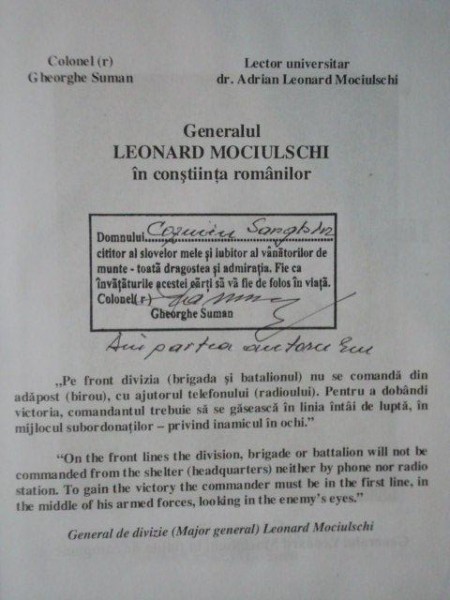 Colonel (r)
Gheorghe Suman
Lector universitar
dr. Adrian Leonard Mociulschi
Generalul
LEONARD MOCIULSCHI
în conştiinţa românilor
Domnului Cozmin
cititor al slovelor mele şi iubitor al vânătorilor de
munte - toată dragostea şi admiraţia. Fie ca
învăţăturile acestei cărţi să vă fie de folos în viaţă.
Colonel(r)
Gheorghe Suman
Din partea
„Pe front divizia (brigada şi batalionul) nu se comandă din
adăpost (birou), cu ajutorul telefonului (radioului). Pentru a dobândi
victoria, comandantul trebuie să se găsească în linia întâi de luptă, în
mijlocul subordonaţilor – privind inamicul în ochi.”
“On the front lines the division, brigade or battalion will not be
commanded from the shelter (headquarters) neither by phone nor radio
station. To gain the victory the commander must be in the first line, in
the middle of his armed forces, looking in the enemy’s eyes.”
General de divizie (Major general) Leonard Mociulschi